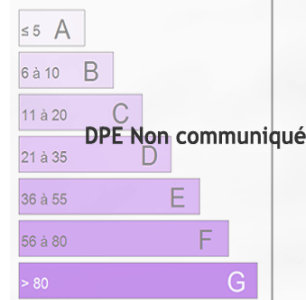 ≤ 5 A
6 à 10 B
11 à 20 C
DPE Non communiqué
21 à 35 D
36 à 55 E
56 à 80 F
> 80 G